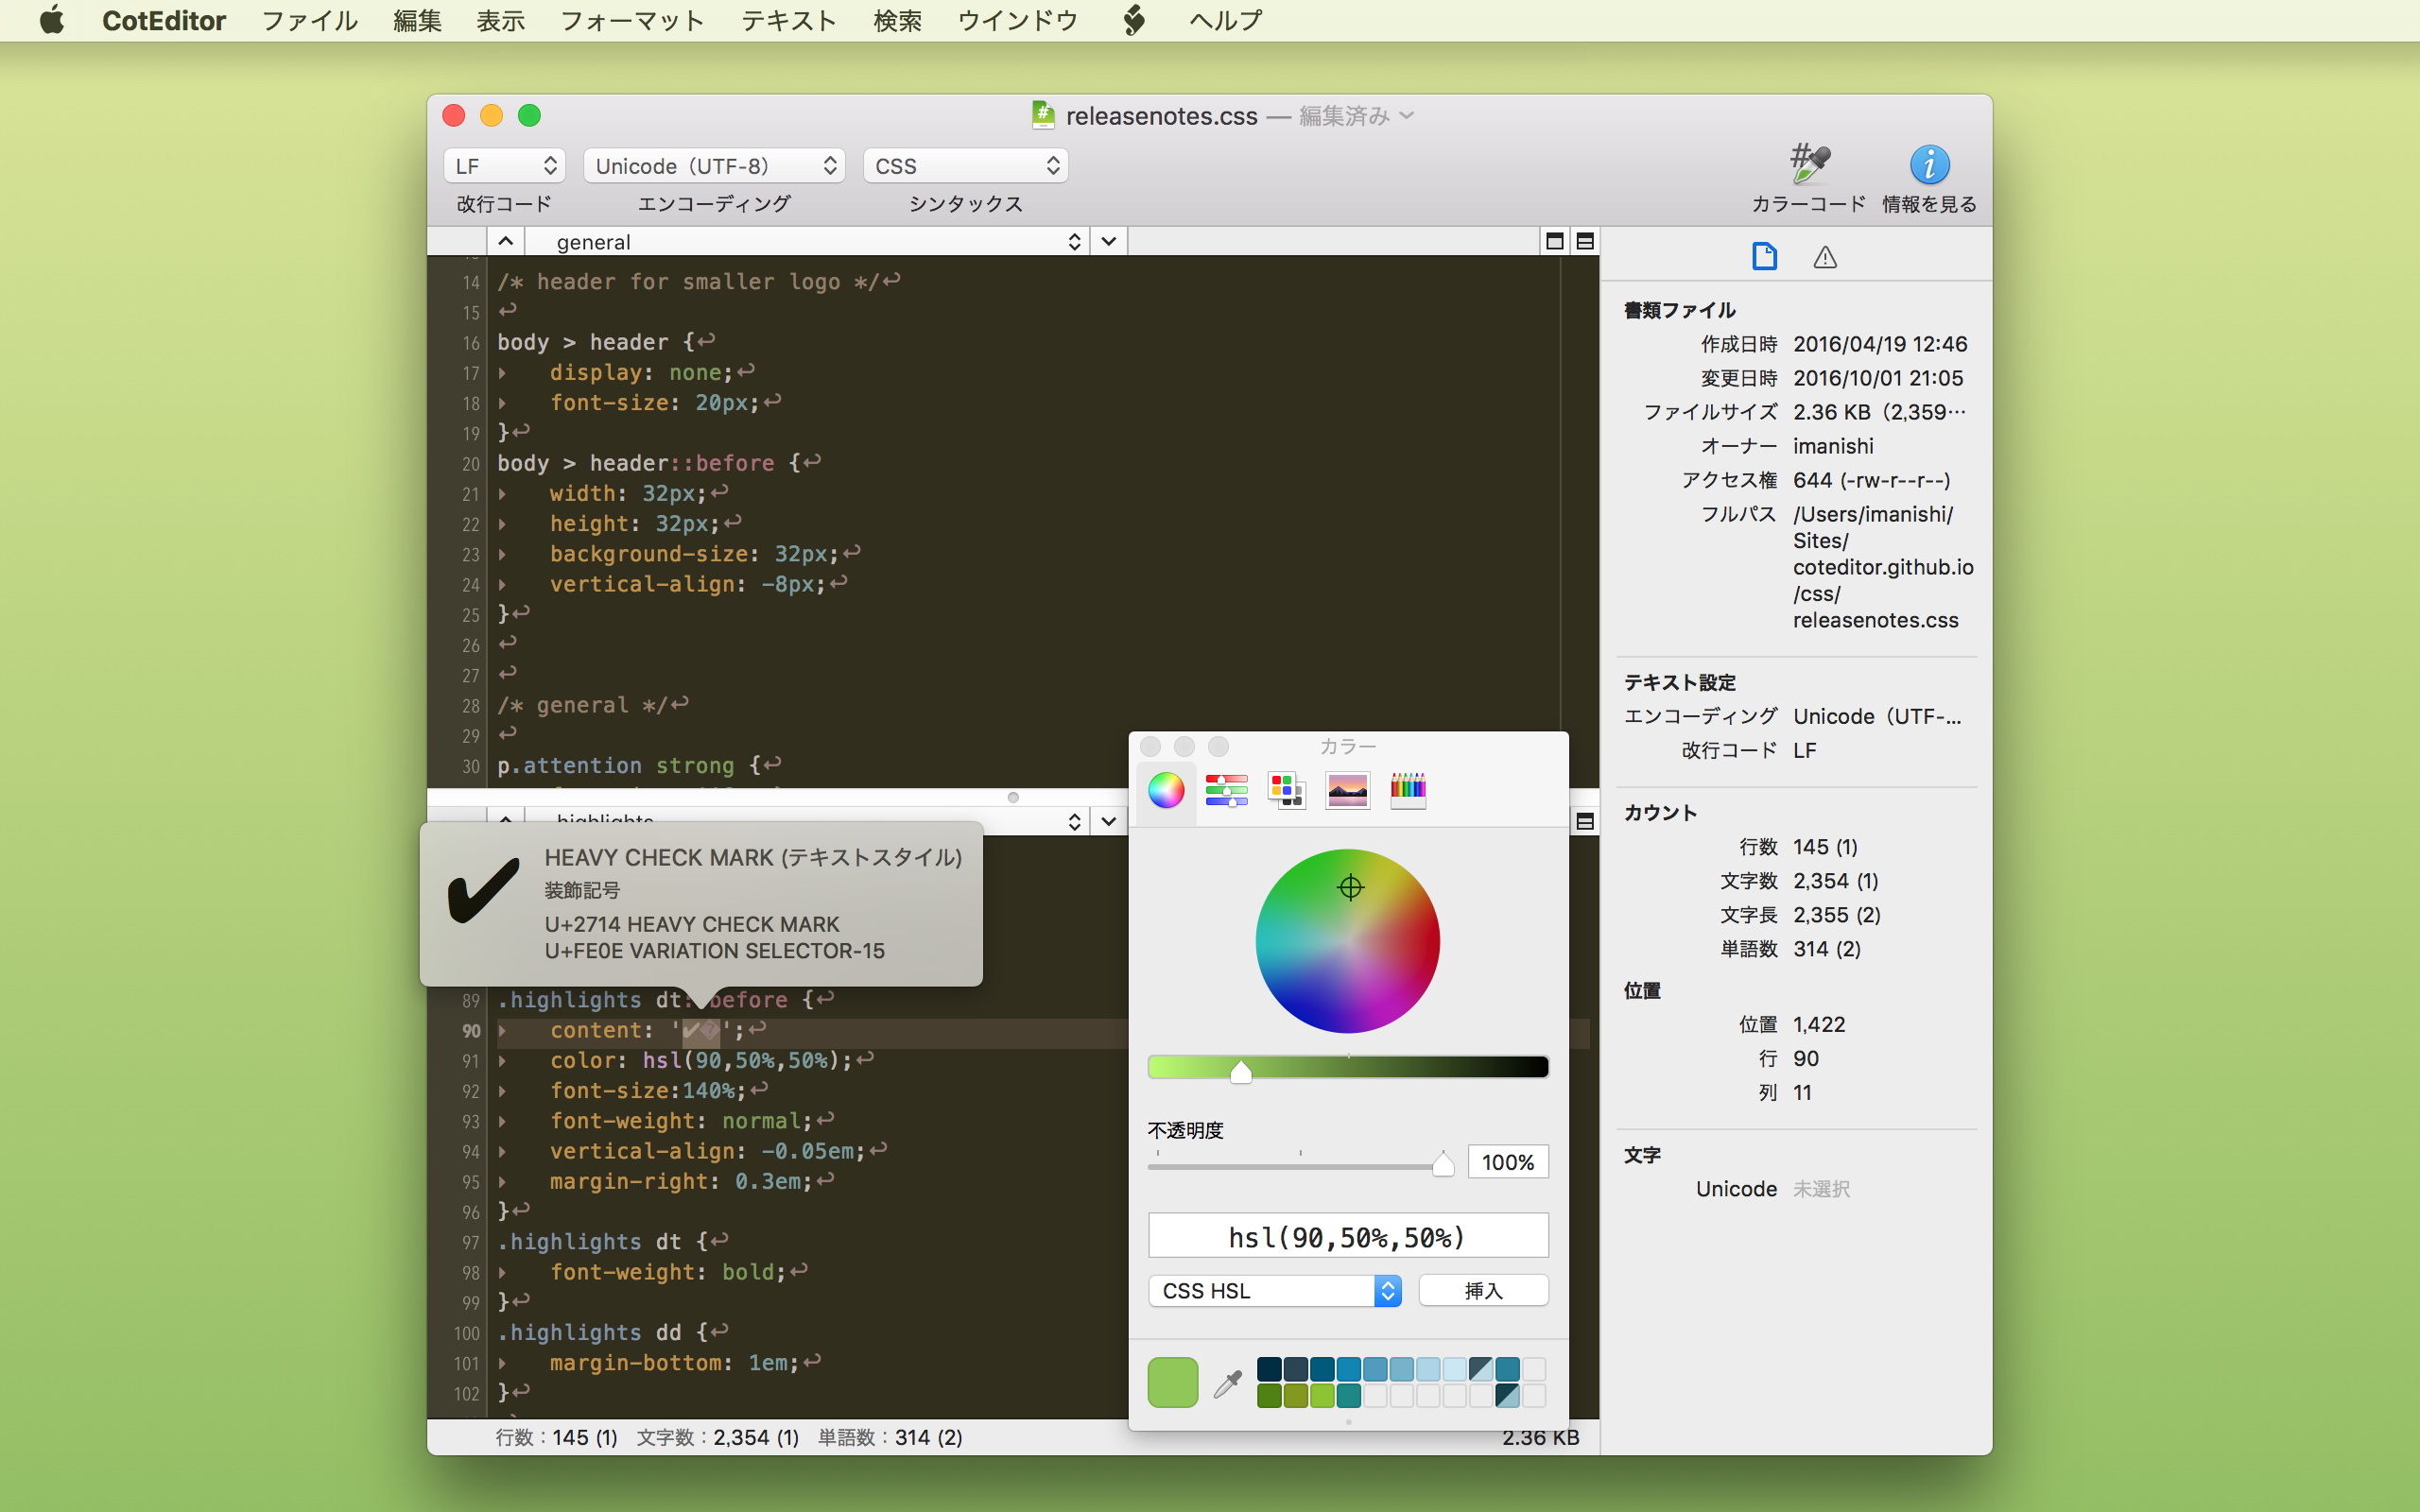 CotEditor ファイル 編集 表示 フォーマット テキスト 検索 ウインドウ ヘルプ
releasenotes.css — 編集済み
LF Unicode（UTF-8） CSS
改行コード エンコーディング シンタックス カラーコード 情報を見る
general
14 /* header for smaller logo */↩
15 ↩
16 body > header {↩
17 display: none;↩
18 font-size: 20px;↩
19 }↩
20 body > header::before {↩
21 width: 32px;↩
22 height: 32px;↩
23 background-size: 32px;↩
24 vertical-align: -8px;↩
25 }↩
26 ↩
27 ↩
28 /* general */↩
29 ↩
30 p.attention strong {↩
highlights
HEAVY CHECK MARK (テキストスタイル)
装飾記号
U+2714 HEAVY CHECK MARK
U+FE0E VARIATION SELECTOR-15
89 .highlights dt::before {↩
90 content: '✔�';↩
91 color: hsl(90,50%,50%);↩
92 font-size:140%;↩
93 font-weight: normal;↩
94 vertical-align: -0.05em;↩
95 margin-right: 0.3em;↩
96 }↩
97 .highlights dt {↩
98 font-weight: bold;↩
99 }↩
100 .highlights dd {↩
101 margin-bottom: 1em;↩
102 }↩
行数：145 (1) 文字数：2,354 (1) 単語数：314 (2) 2.36 KB
カラー
不透明度
100%
hsl(90,50%,50%)
CSS HSL 挿入
書類ファイル
作成日時 2016/04/19 12:46
変更日時 2016/10/01 21:05
ファイルサイズ 2.36 KB（2,359…
オーナー imanishi
アクセス権 644 (-rw-r--r--)
フルパス /Users/imanishi/
Sites/
coteditor.github.io
/css/
releasenotes.css
テキスト設定
エンコーディング Unicode（UTF-...
改行コード LF
カウント
行数 145 (1)
文字数 2,354 (1)
文字長 2,355 (2)
単語数 314 (2)
位置
位置 1,422
行 90
列 11
文字
Unicode 未選択